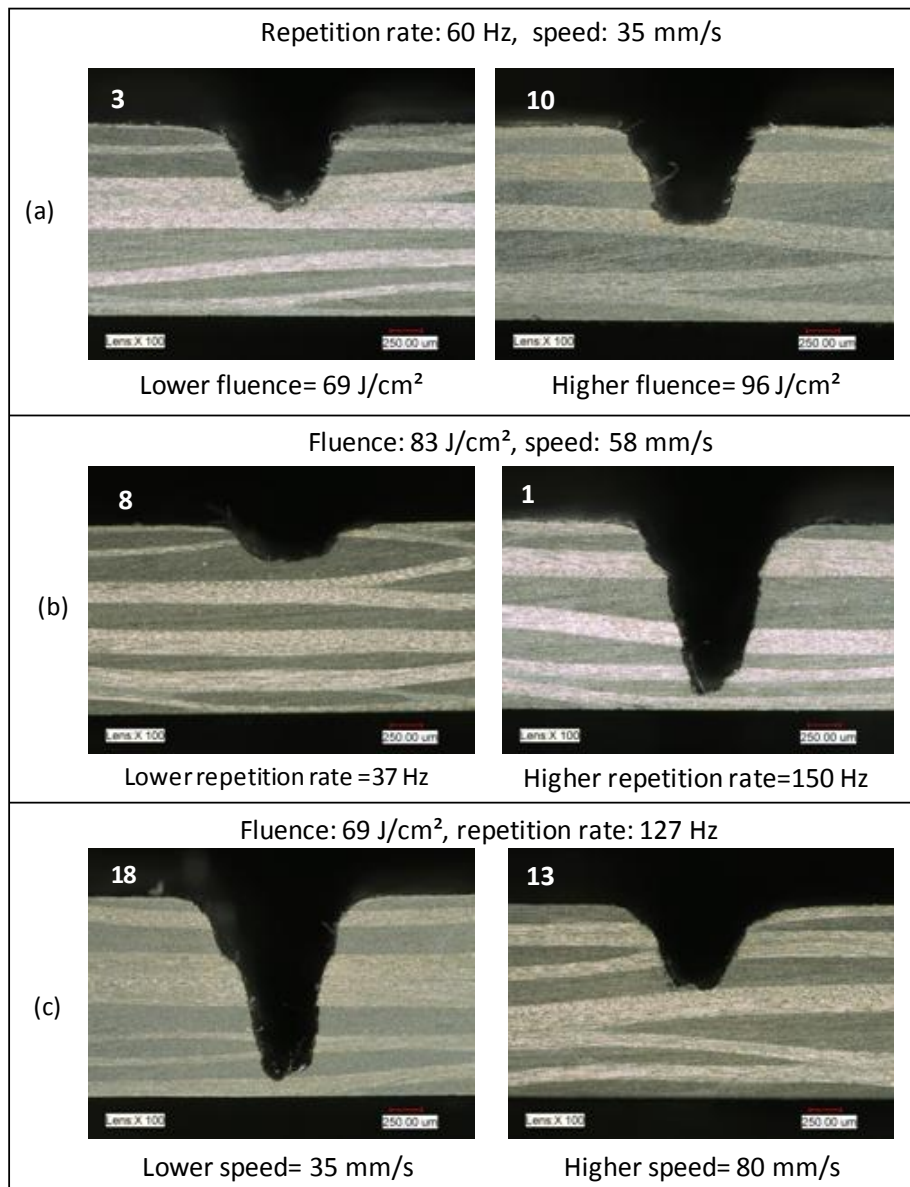 Repetition rate: 60 Hz, speed: 35 mm/s
3
10
(a)
Lens:X 100
250.00 um
Lens:X 100
250.00 um
Lower fluence= 69 J/cm²
Higher fluence= 96 J/cm²
Fluence: 83 J/cm², speed: 58 mm/s
8
1
(b)
Lens:X 100
250.00 um
Lens:X 100
250.00 um
Lower repetition rate =37 Hz
Higher repetition rate=150 Hz
Fluence: 69 J/cm², repetition rate: 127 Hz
18
13
(c)
Lens:X 100
250.00 um
Lens:X 100
250.00 um
Lower speed= 35 mm/s
Higher speed= 80 mm/s